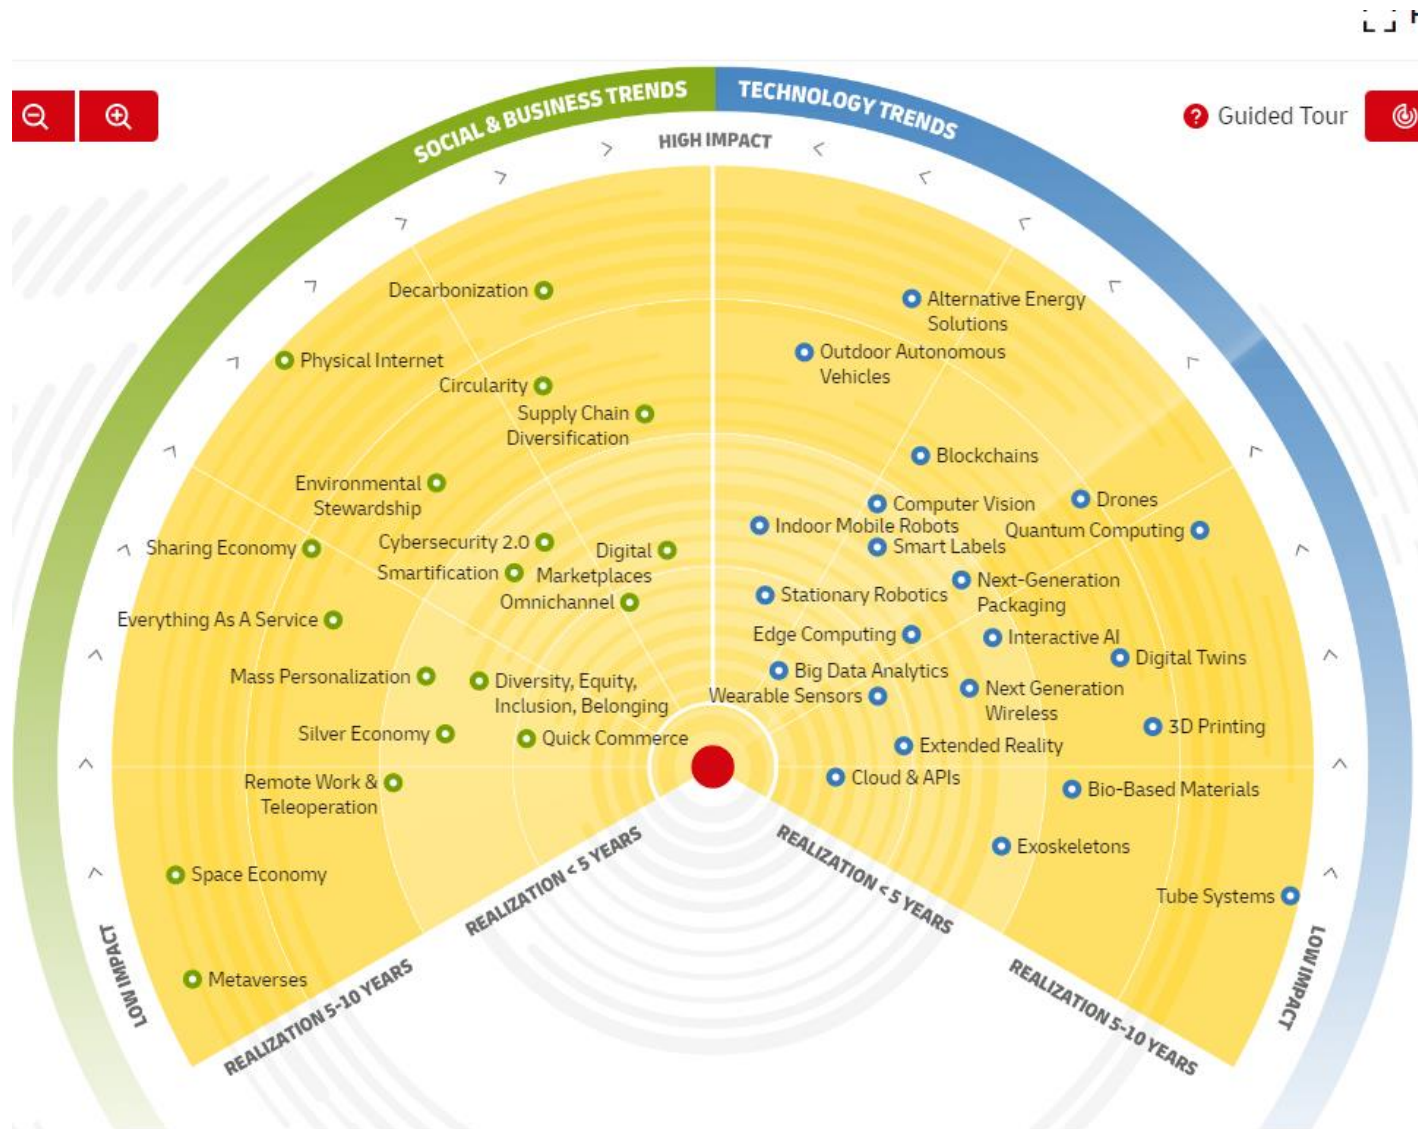 SOCIAL & BUSINESS TRENDS
TECHNOLOGY TRENDS
Guided Tour
HIGH IMPACT
Decarbonization
Alternative Energy
Solutions
Physical Internet
Outdoor Autonomous
Vehicles
Circularity
Supply Chain
Diversification
Blockchains
Environmental
Stewardship
Computer Vision
Drones
Indoor Mobile Robots
Quantum Computing
Sharing Economy
Cybersecurity 2.0
Digital
Marketplaces
Smart Labels
Smartification
Omnichannel
Next-Generation
Packaging
Stationary Robotics
Everything As A Service
Edge Computing
Interactive AI
Digital Twins
Mass Personalization
Diversity, Equity,
Inclusion, Belonging
Big Data Analytics
Wearable Sensors
Next Generation
Wireless
Silver Economy
Quick Commerce
3D Printing
Extended Reality
Remote Work &
Teleoperation
Cloud & APIs
Bio-Based Materials
Exoskeletons
Space Economy
Tube Systems
Metaverses
REALIZATION < 5 YEARS
REALIZATION < 5 YEARS
LOW IMPACT
LOW IMPACT
REALIZATION 5-10 YEARS
REALIZATION 5-10 YEARS